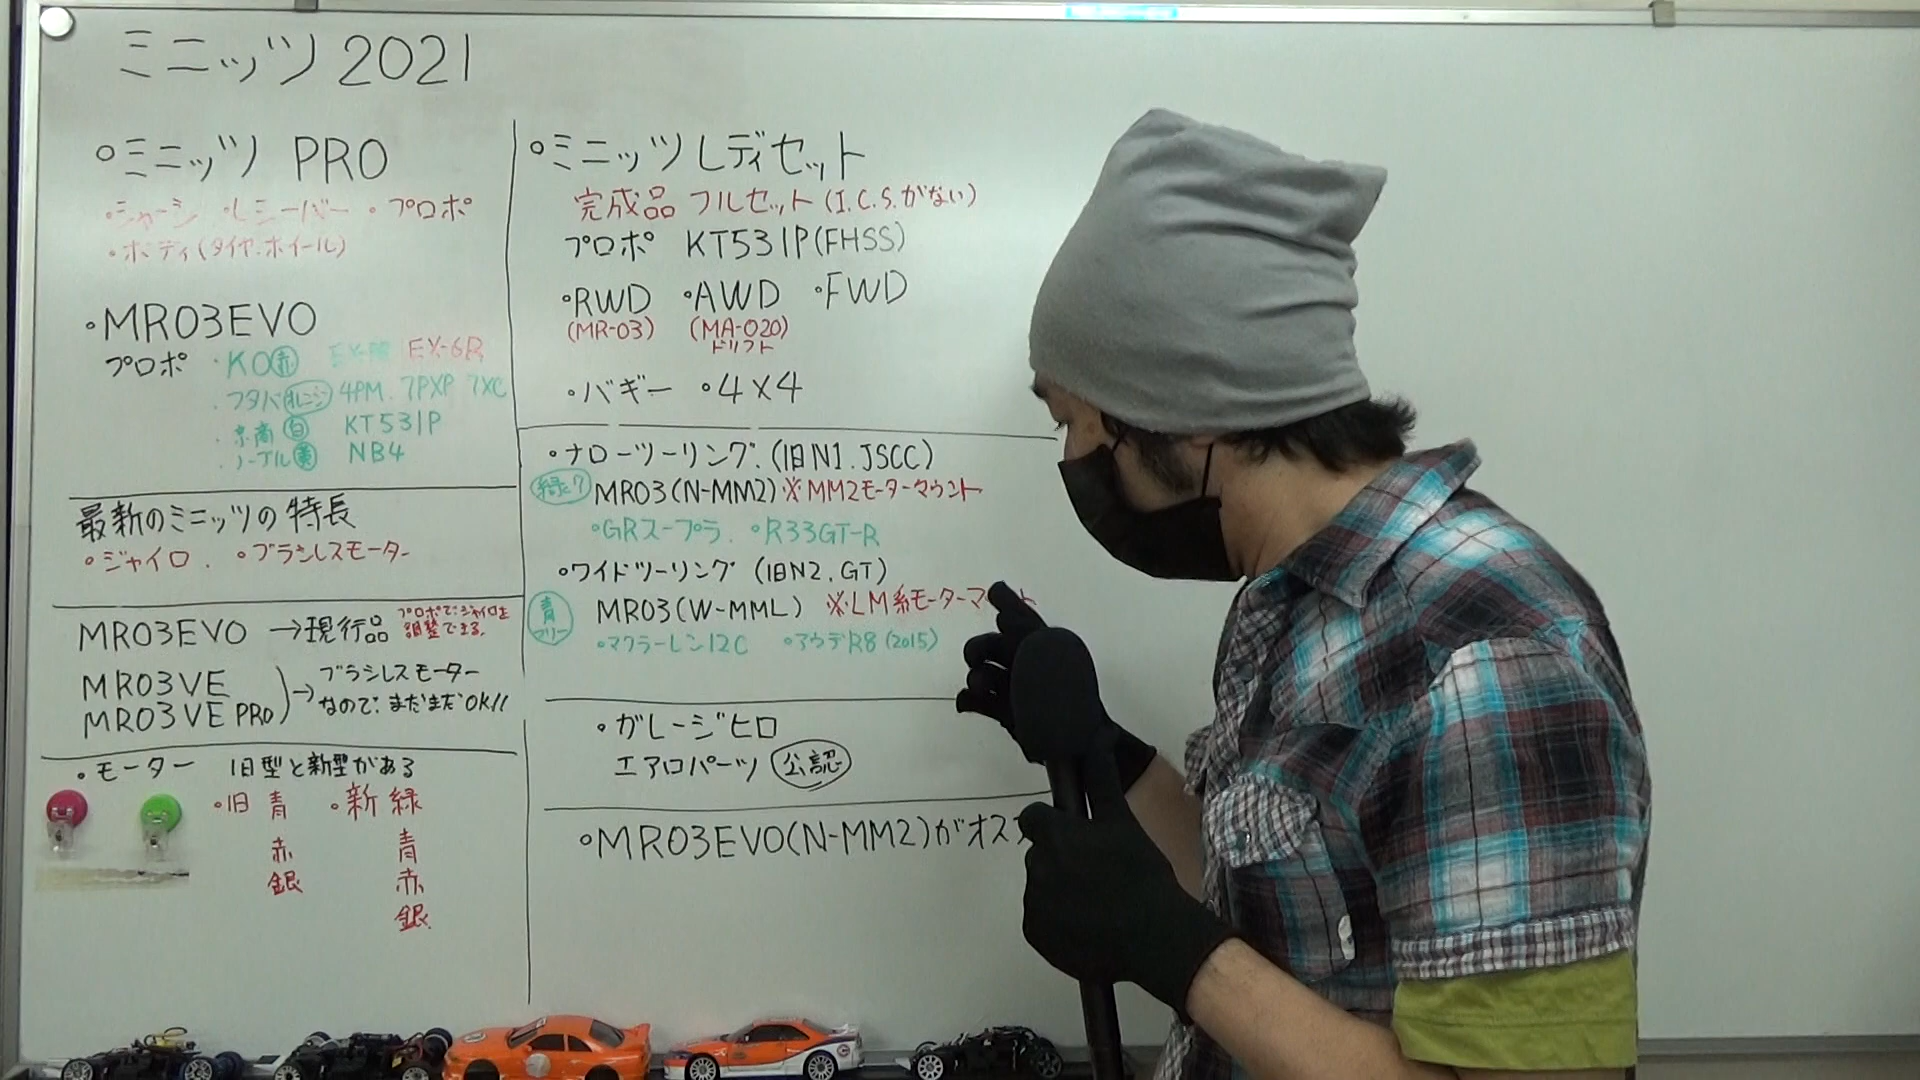 ミニッツ 2021
・ミニッツ PRO
・シャーシ ・レシーバー ・プロポ
・ボディ(タイヤ.ホイール)
・MR03EVO
プロポ ・KO赤 EX-6R
・フタバ オレンジ 4PM. 7PXP 7XC
・京商 白 KT531P
・ノーブル 黄 NB4
最新のミニッツの特長
・ジャイロ. ・ブラシレスモーター
MR03EVO →現行品 プロポでジャイロを
調整できる.
MR03VE
MR03VE PRO
→ブラシレスモーター
なので まだまだOK!!
・モーター 旧型と新型がある
・旧 青 ・新 緑
赤 青
銀 赤
銀
・ミニッツレディセット
完成品 フルセット(I.C.S.がない)
プロポ KT531P(FHSS)
・RWD ・AWD ・FWD
(MR-03) (MA-020)
ドリフト
・バギー ・4×4
・ナローツーリング.(旧N1.JSCC)
緑? MR03(N-MM2)※MM2モーターマウント
・GRスープラ. ・R33GT-R
・ワイドツーリング (旧N2.GT)
青フリー MR03(W-MML) ※LM系モーターマ ト
・マクラーレン12C ・アウディR8(2015)
・ガレージヒロ
エアロパーツ 公認
・MR03EVO(N-MM2)がオス